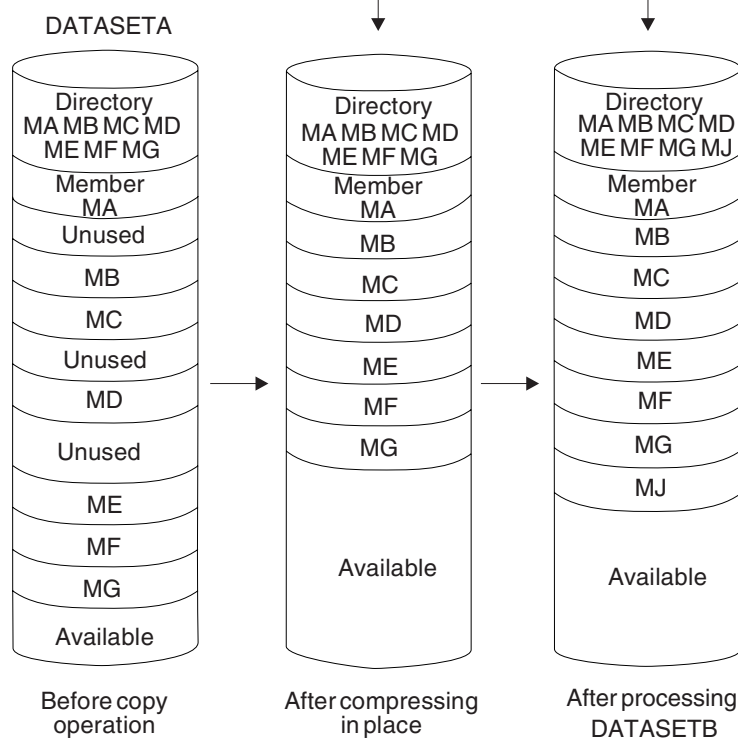 DATASETA
Directory
MA MB MC MD
ME MF MG
Member
MA
Unused
MB
MC
Unused
MD
Unused
ME
MF
MG
Available
Before copy
operation
Directory
MA MB MC MD
ME MF MG
Member
MA
MB
MC
MD
ME
MF
MG
Available
After compressing
in place
Directory
MA MB MC MD
ME MF MG MJ
Member
MA
MB
MC
MD
ME
MF
MG
MJ
Available
After processing
DATASETB